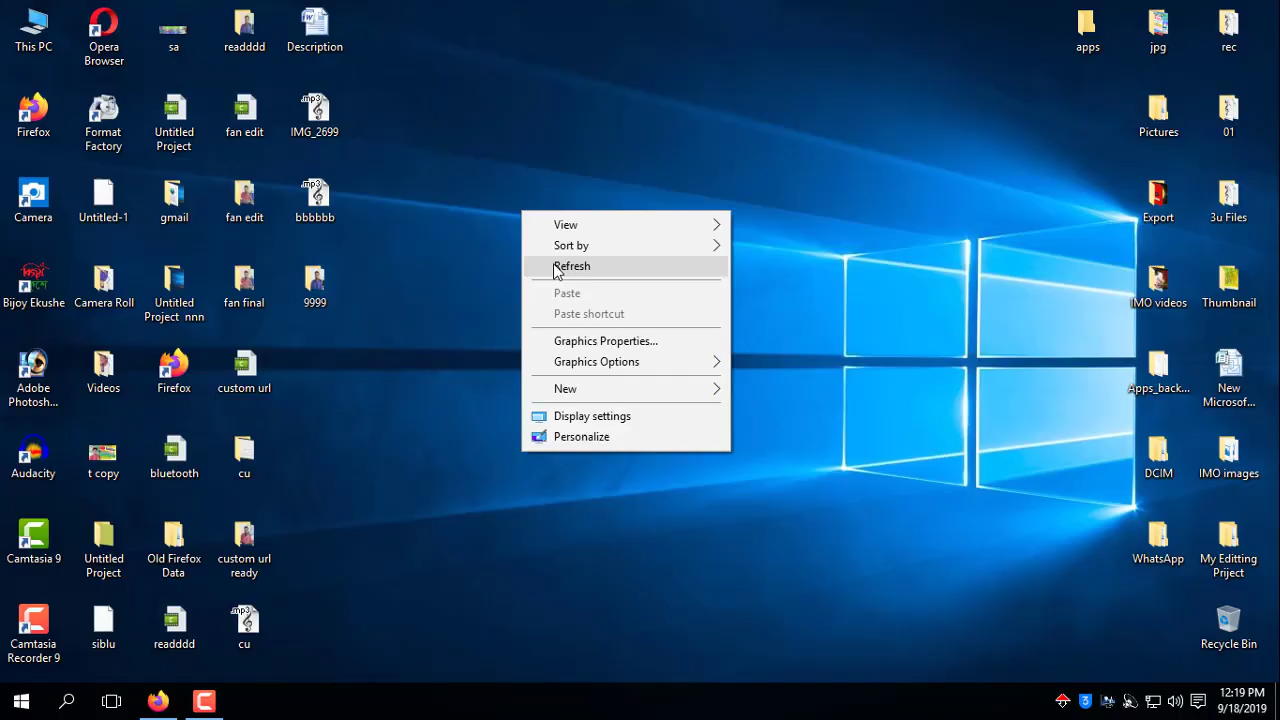 This PC
Opera
Browser
sa
readddd
Description
apps
jpg
rec
Firefox
Format
Factory
Untitled
Project
fan edit
.mp3
IMG_2699
Pictures
01
Camera
Untitled-1
gmail
fan edit
.mp3
bbbbbb
Export
3u Files
Bijoy Ekushe
Camera Roll
Untitled
Project_nnn
fan final
9999
IMO videos
Thumbnail
Adobe
Photosh...
Videos
Firefox
custom url
Apps_back...
New
Microsof...
Audacity
t copy
bluetooth
cu
DCIM
IMO images
Camtasia 9
Untitled
Project
Old Firefox
Data
custom url
ready
WhatsApp
My Editting
Priject
Camtasia
Recorder 9
siblu
readddd
.mp3
cu
Recycle Bin
View
Sort by
Refresh
Paste
Paste shortcut
Graphics Properties...
Graphics Options
New
Display settings
Personalize
3
12:19 PM
9/18/2019